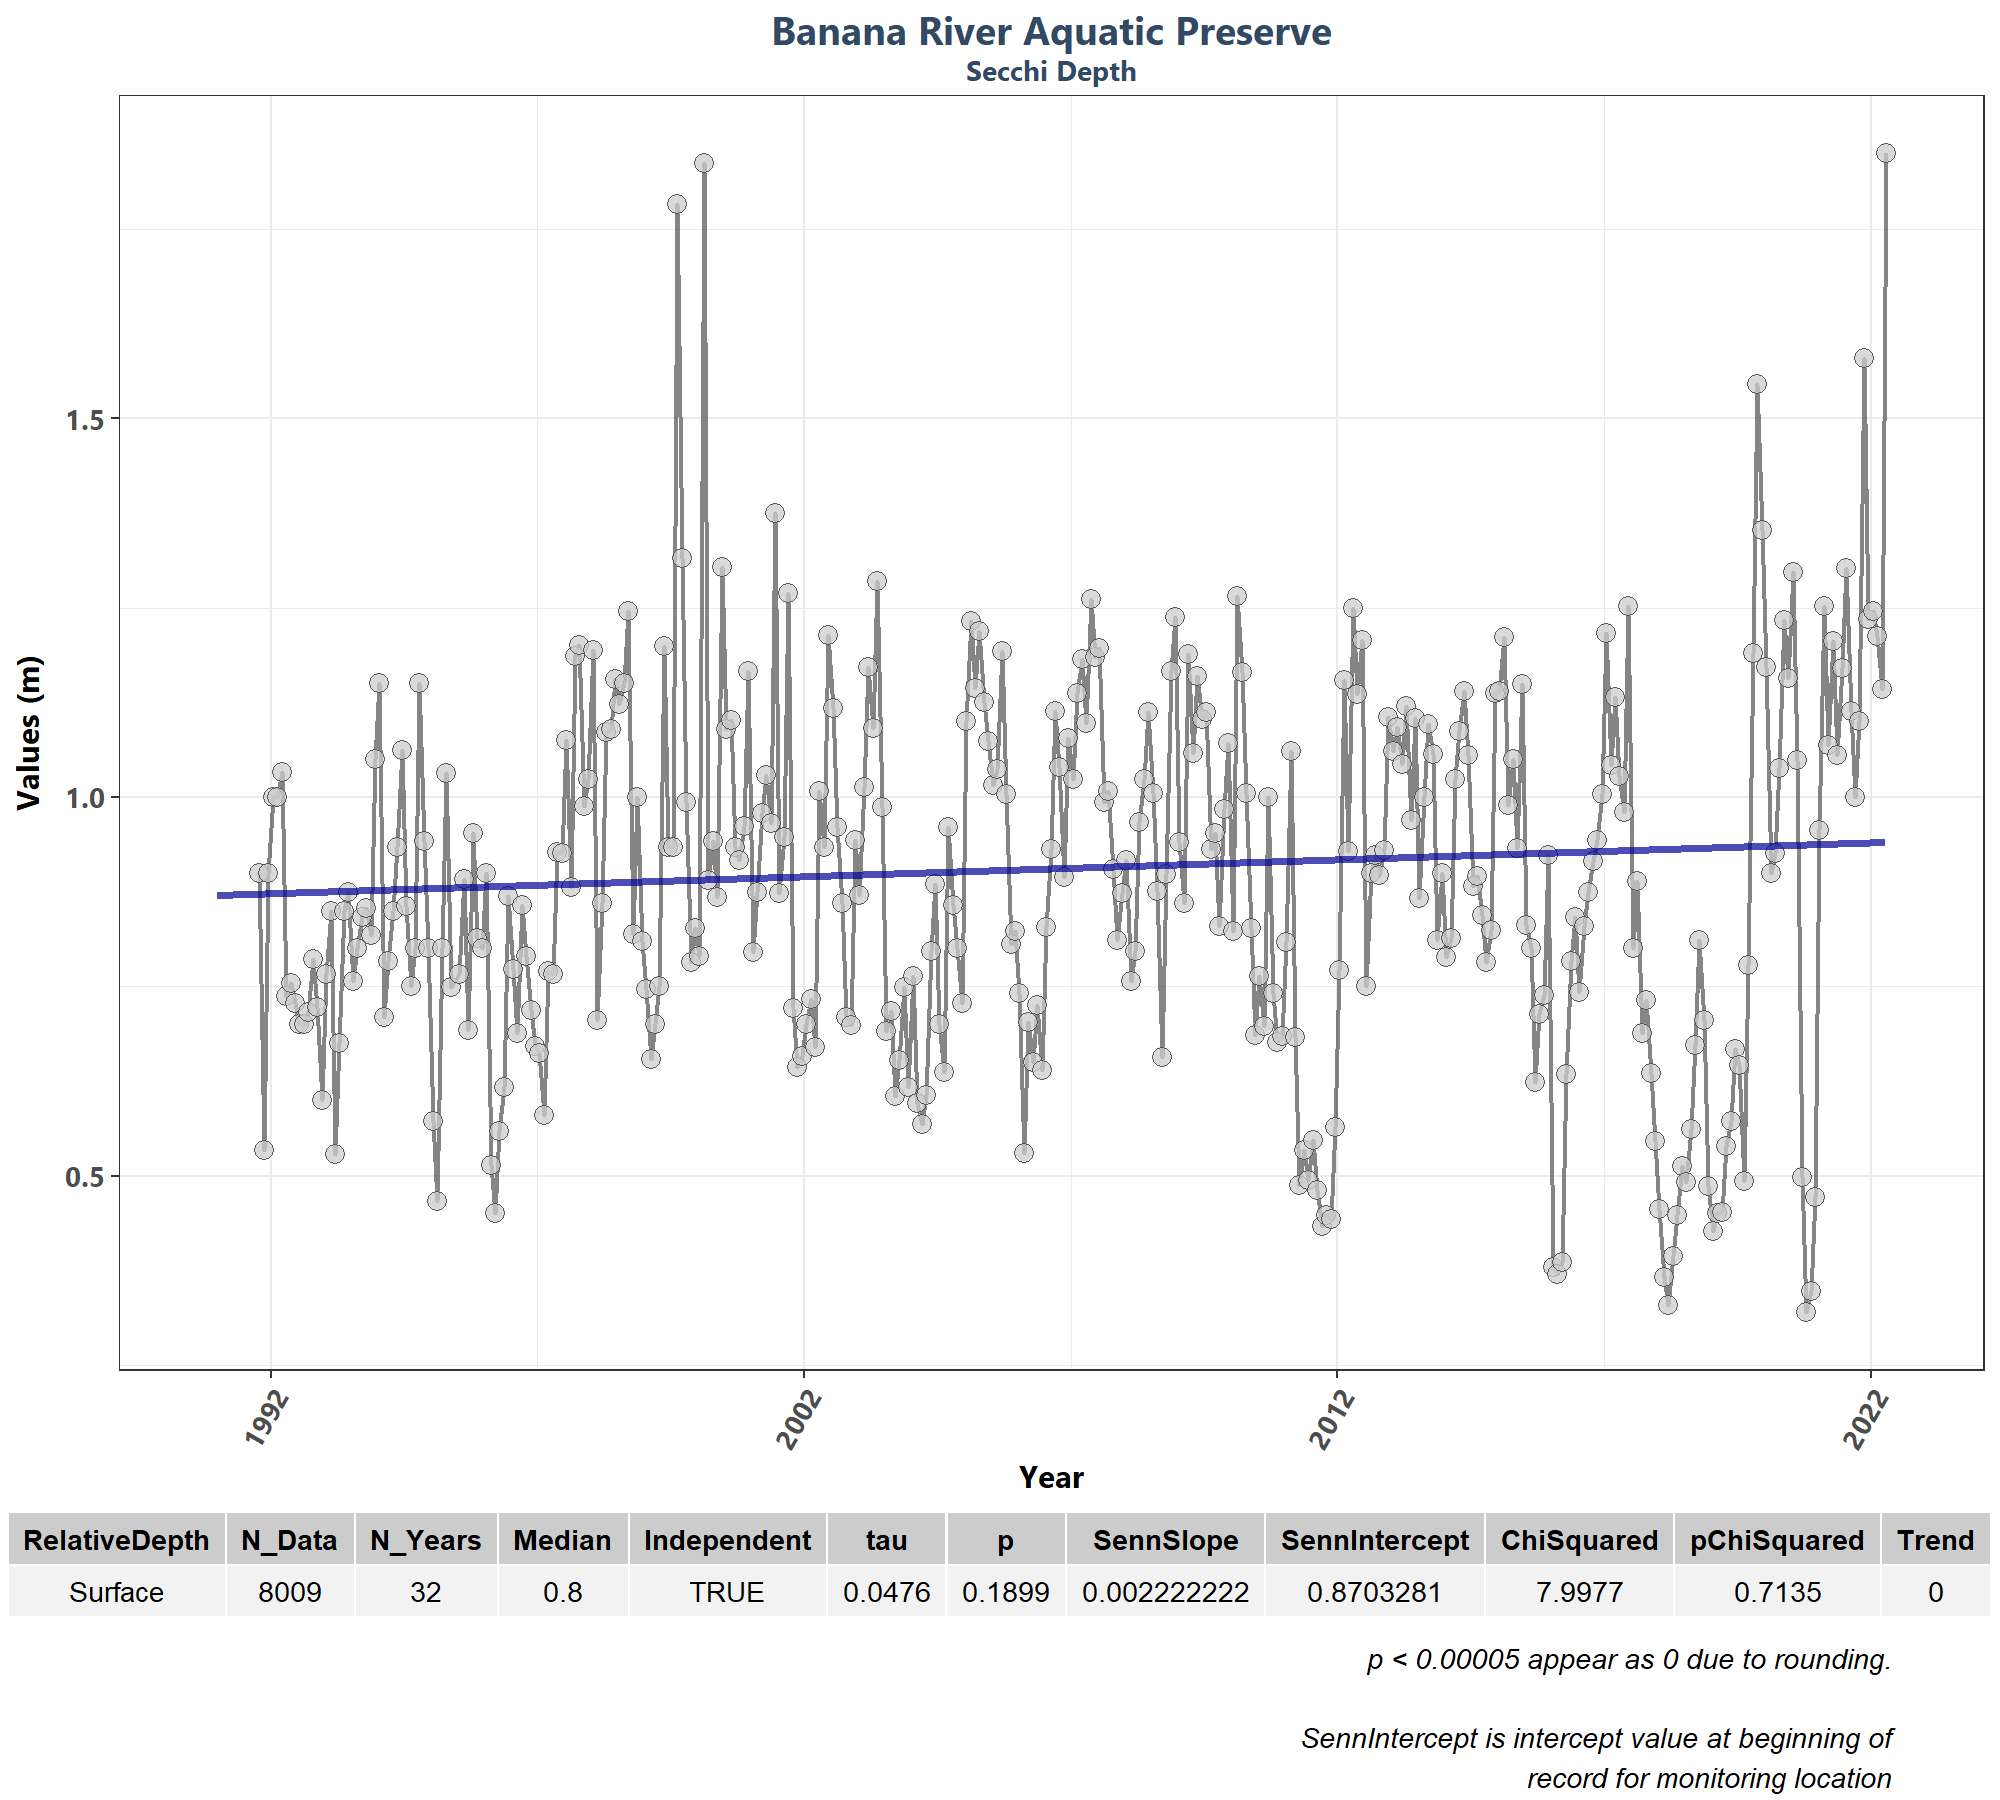 Banana River Aquatic Preserve
Secchi Depth
Values (m)
1.5
1.0
0.5
1992 2002 2012 2022
Year
RelativeDepth N_Data N_Years Median Independent tau p SennSlope SennIntercept ChiSquared pChiSquared Trend
Surface 8009 32 0.8 TRUE 0.0476 0.1899 0.002222222 0.8703281 7.9977 0.7135 0
p < 0.00005 appear as 0 due to rounding.
SennIntercept is intercept value at beginning of
record for monitoring location